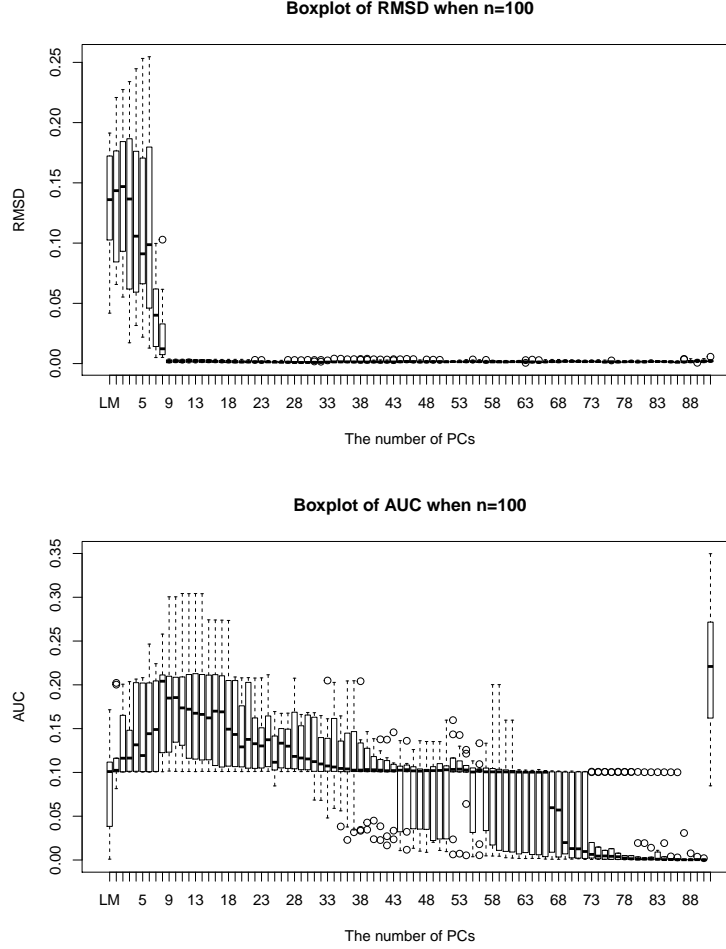 Boxplot of RMSD when n=100
0.25
0.20
0.15
0.10
0.05
0.00
RMSD
LM 5 9 13 18 23 28 33 38 43 48 53 58 63 68 73 78 83 88
The number of PCs
Boxplot of AUC when n=100
0.35
0.30
0.25
0.20
0.15
0.10
0.05
0.00
AUC
LM 5 9 13 18 23 28 33 38 43 48 53 58 63 68 73 78 83 88
The number of PCs